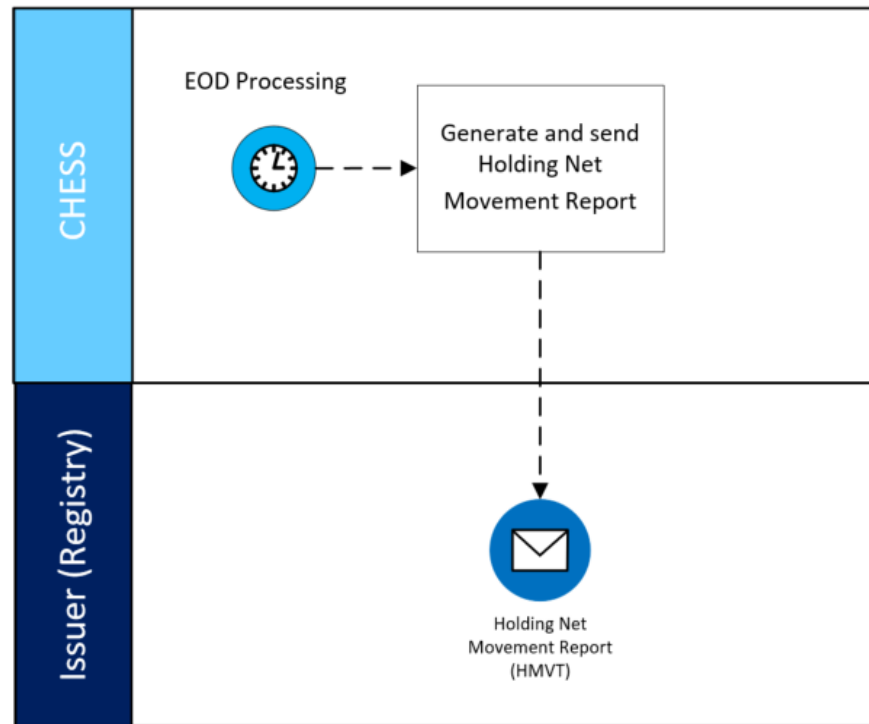 CHESS
EOD Processing
Generate and send
Holding Net
Movement Report
Issuer (Registry)
Holding Net
Movement Report
(HMVT)